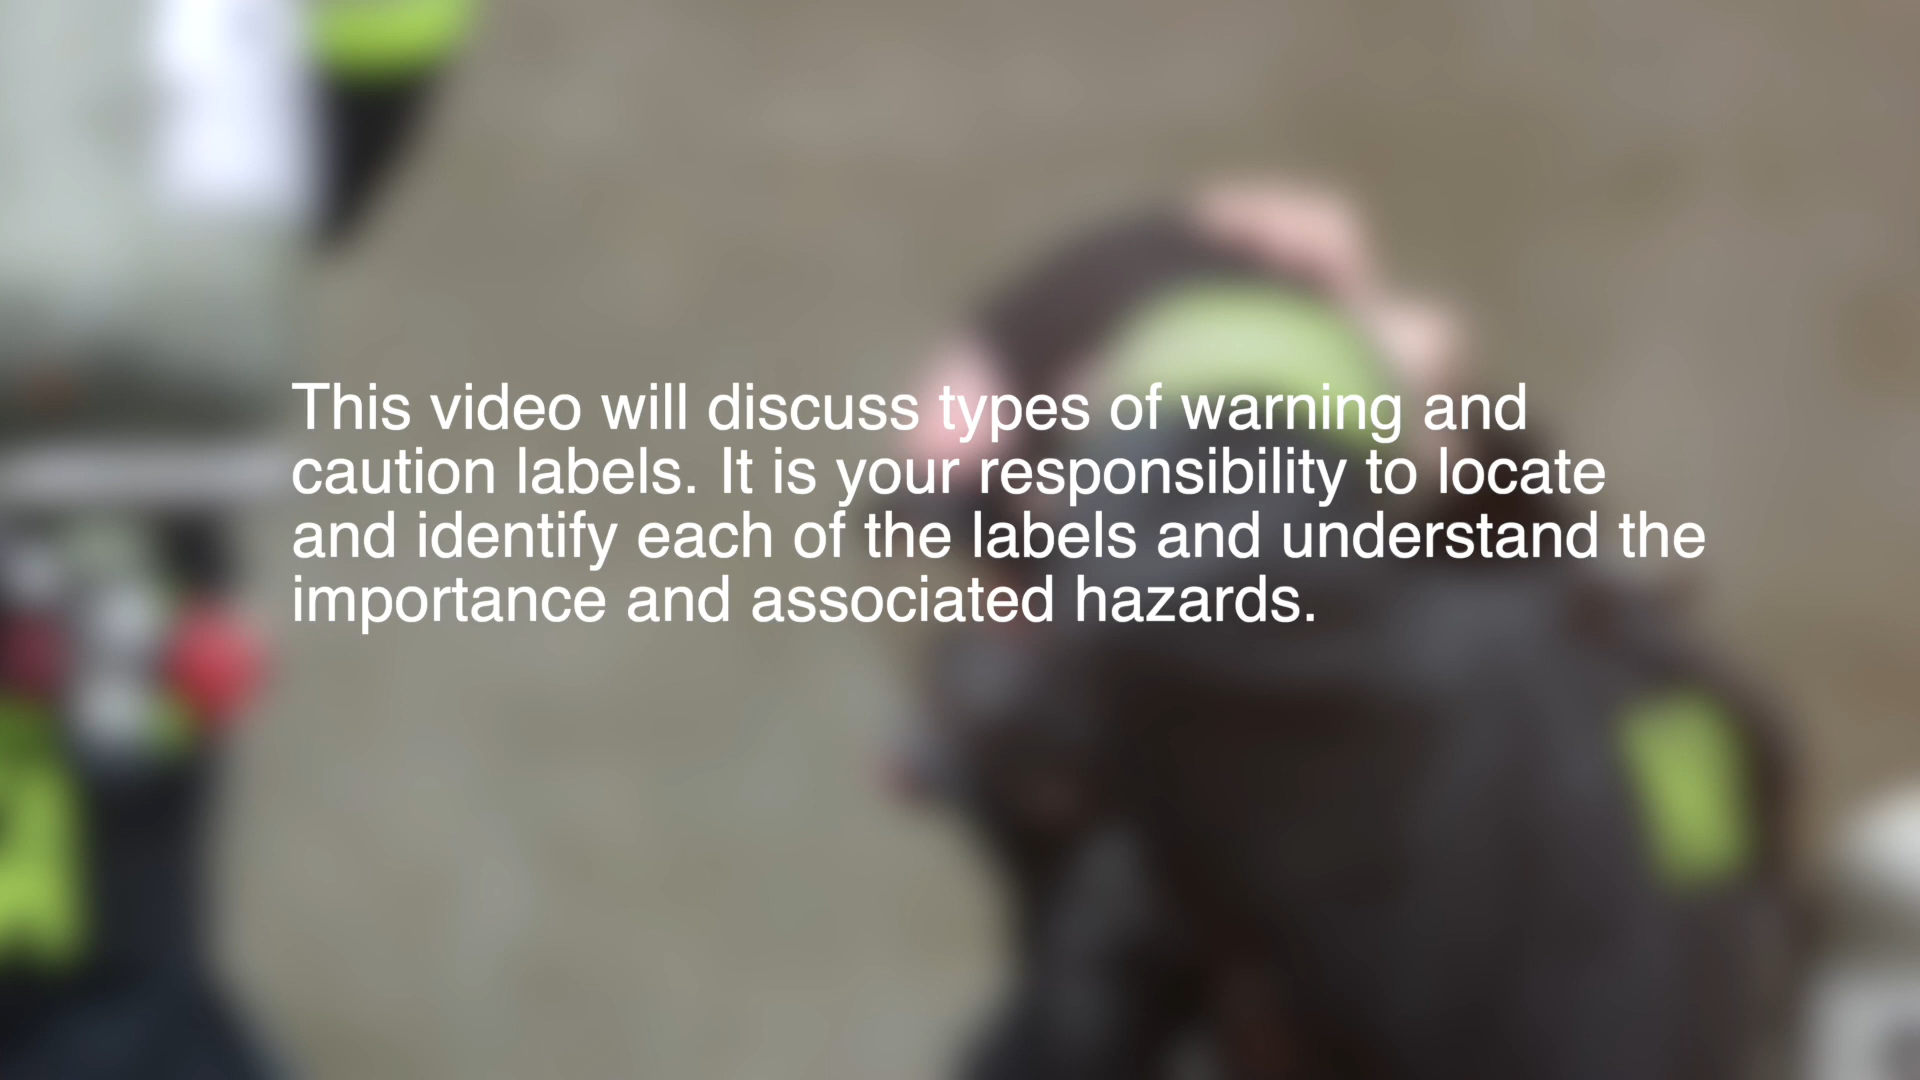 This video will discuss types of warning and
caution labels. It is your responsibility to locate
and identify each of the labels and understand the
importance and associated hazards.